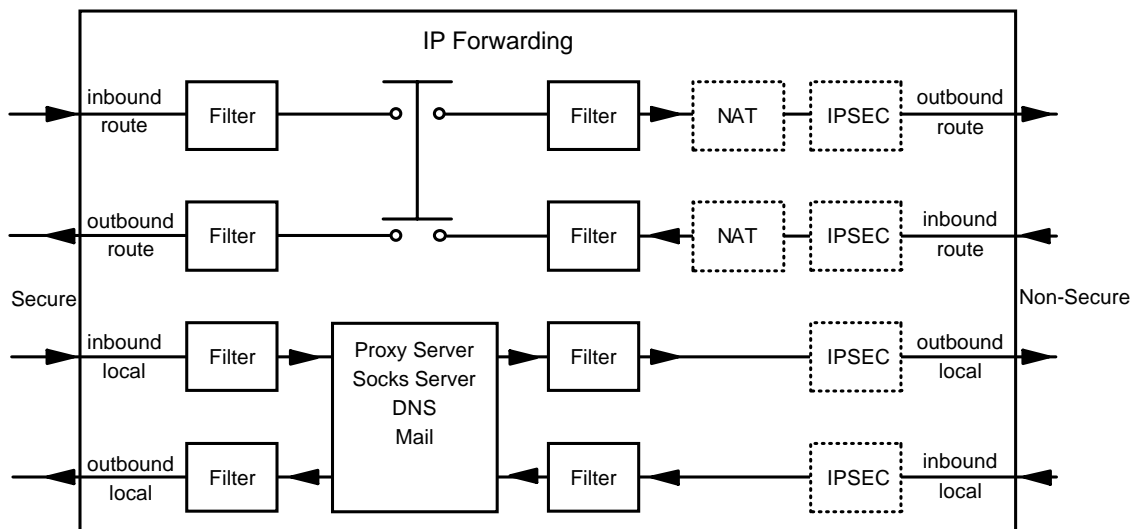 IP Forwarding
inbound
route
Filter
Filter
NAT
IPSEC
outbound
route
outbound
route
Filter
Filter
NAT
IPSEC
inbound
route
Secure
Non-Secure
inbound
local
Filter
Proxy Server
Socks Server
DNS
Mail
Filter
IPSEC
outbound
local
outbound
local
Filter
Filter
IPSEC
inbound
local